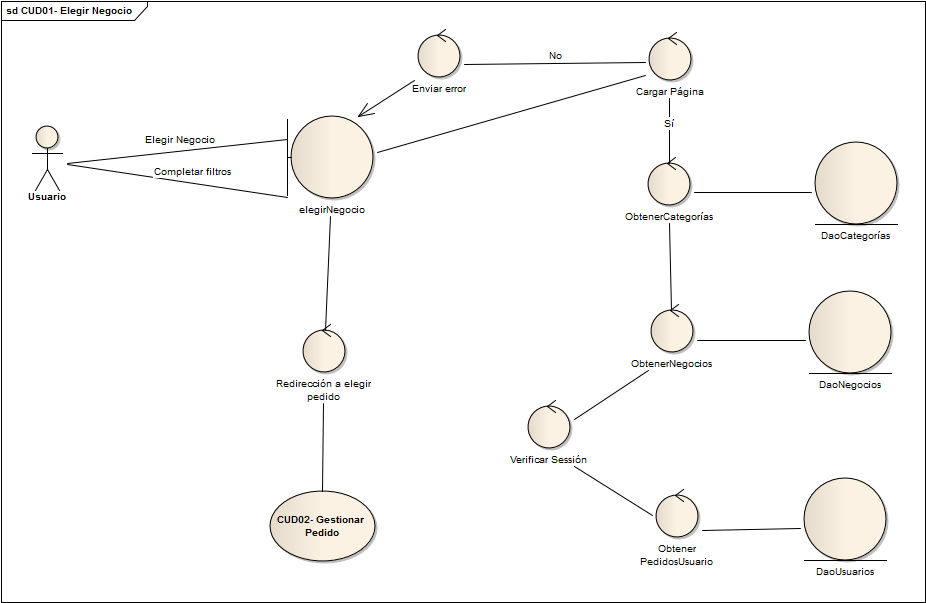 sd CUD01- Elegir Negocio
No
Enviar error
Cargar Página
Sí
Elegir Negocio
Completar filtros
Usuario
elegirNegocio
ObtenerCategorías
DaoCategorías
ObtenerNegocios
DaoNegocios
Redirección a elegir
pedido
Verificar Sessión
CUD02- Gestionar
Pedido
Obtener
PedidosUsuario
DaoUsuarios